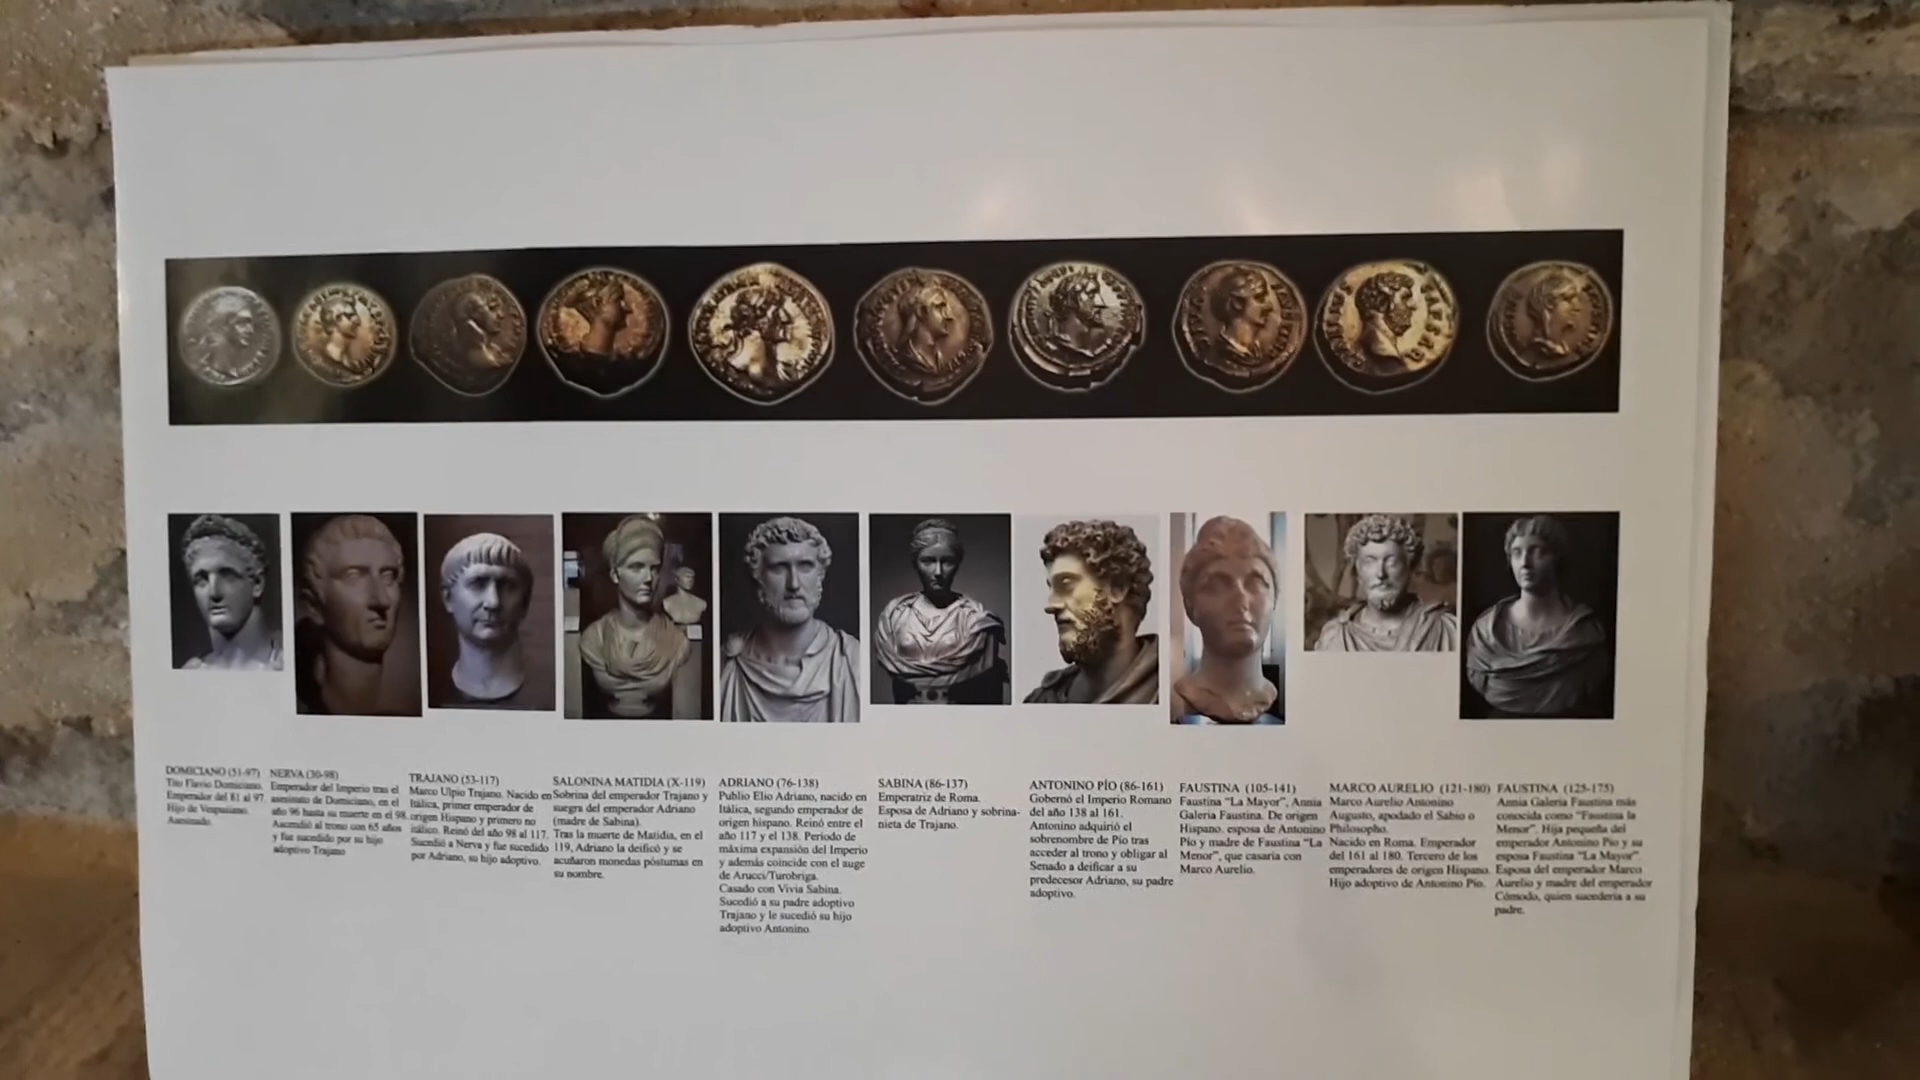 DOMICIANO (51-97)
Tito Flavio Domiciano.
Emperador del 81 al 97.
Hijo de Vespasiano.
Asesinado.
NERVA (30-98)
Emperador del Imperio tras el
asesinato de Domiciano, en el
año 96 hasta su muerte en el 98.
Ascendió al trono con 65 años
y fue sucedido por su hijo
adoptivo Trajano
TRAJANO (53-117)
Marco Ulpio Trajano. Nacido en
Itálica, primer emperador de
origen Hispano y primero no
itálico. Reinó del año 98 al 117.
Sucedió a Nerva y fue sucedido
por Adriano, su hijo adoptivo.
SALONINA MATIDIA (X-119)
Sobrina del emperador Trajano y
suegra del emperador Adriano
(madre de Sabina).
Tras la muerte de Matidia, en el
119, Adriano la deificó y se
acuñaron monedas póstumas en
su nombre.
ADRIANO (76-138)
Publio Elio Adriano, nacido en
Itálica, segundo emperador de
origen hispano. Reinó entre el
año 117 y el 138. Periodo de
máxima expansión del Imperio
y además coincide con el auge
de Arucci/Turobriga.
Casado con Vivia Sabina.
Sucedió a su padre adoptivo
Trajano y le sucedió su hijo
adoptivo Antonino.
SABINA (86-137)
Emperatriz de Roma.
Esposa de Adriano y sobrina-
nieta de Trajano.
ANTONINO PÍO (86-161)
Gobernó el Imperio Romano
del año 138 al 161.
Antonino adquirió el
sobrenombre de Pío tras
acceder al trono y obligar al
Senado a deificar a su
predecesor Adriano, su padre
adoptivo.
FAUSTINA (105-141)
Faustina "La Mayor", Annia
Galeria Faustina. De origen
Hispano. esposa de Antonino
Pío y madre de Faustina "La
Menor", que casaría con
Marco Aurelio.
MARCO AURELIO (121-180)
Marco Aurelio Antonino
Augusto, apodado el Sabio o
Philosopho.
Nacido en Roma. Emperador
del 161 al 180. Tercero de los
emperadores de origen Hispano.
Hijo adoptivo de Antonino Pío.
FAUSTINA (125-175)
Annia Galeria Faustina más
conocida como "Faustina la
Menor". Hija pequeña del
emperador Antonino Pío y su
esposa Faustina "La Mayor".
Esposa del emperador Marco
Aurelio y madre del emperador
Cómodo, quien sucedería a su
padre.